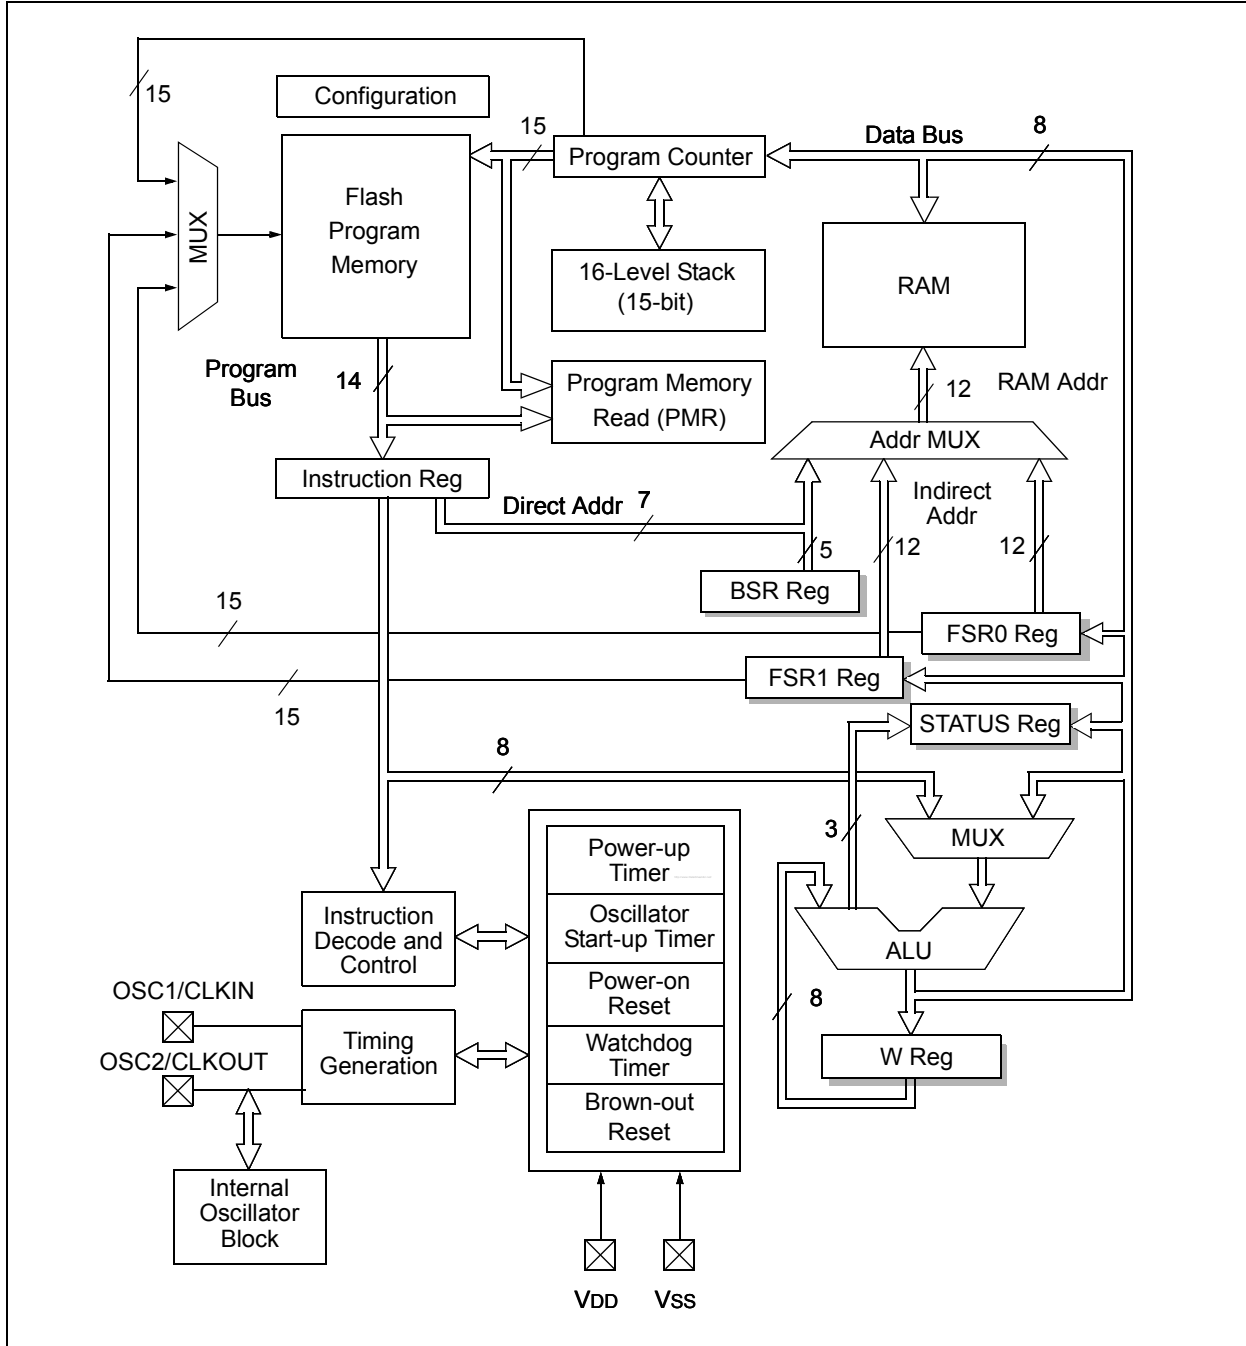 15
Configuration
15
Program Counter
Data Bus
8
MUX
Flash
Program
Memory
16-Level Stack
(15-bit)
RAM
Program
Bus
14
Program Memory
Read (PMR)
12
RAM Addr
Addr MUX
Instruction Reg
Direct Addr
7
Indirect
Addr
5
12
12
BSR Reg
15
FSR0 Reg
FSR1 Reg
15
STATUS Reg
8
3
MUX
Power-up
Timer
Instruction
Decode and
Control
Oscillator
Start-up Timer
ALU
OSC1/CLKIN
Power-on
Reset
8
OSC2/CLKOUT
Timing
Generation
Watchdog
Timer
W Reg
Brown-out
Reset
Internal
Oscillator
Block
VDD
VSS